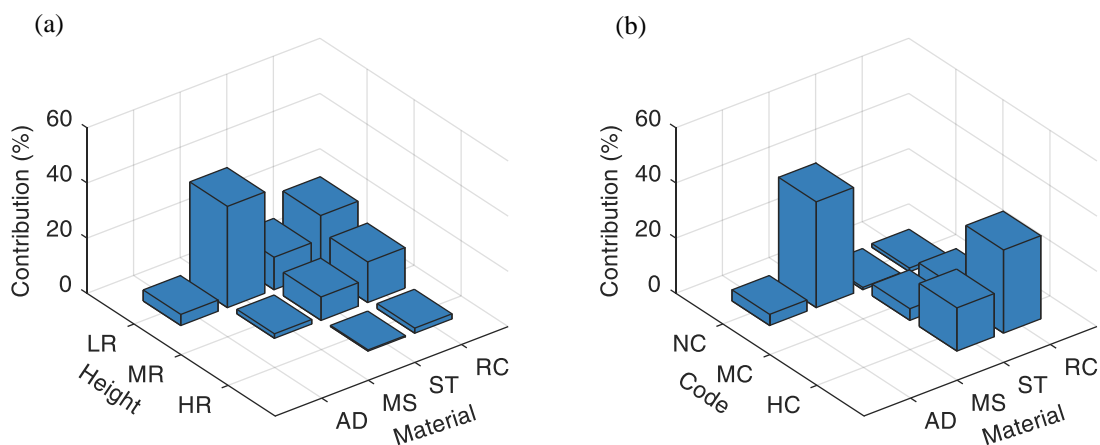 (a)
Contribution (%)
60
40
20
0
LR
MR
HR
Height
AD
MS
ST
RC
Material
(b)
Contribution (%)
60
40
20
0
NC
MC
HC
Code
AD
MS
ST
RC
Material